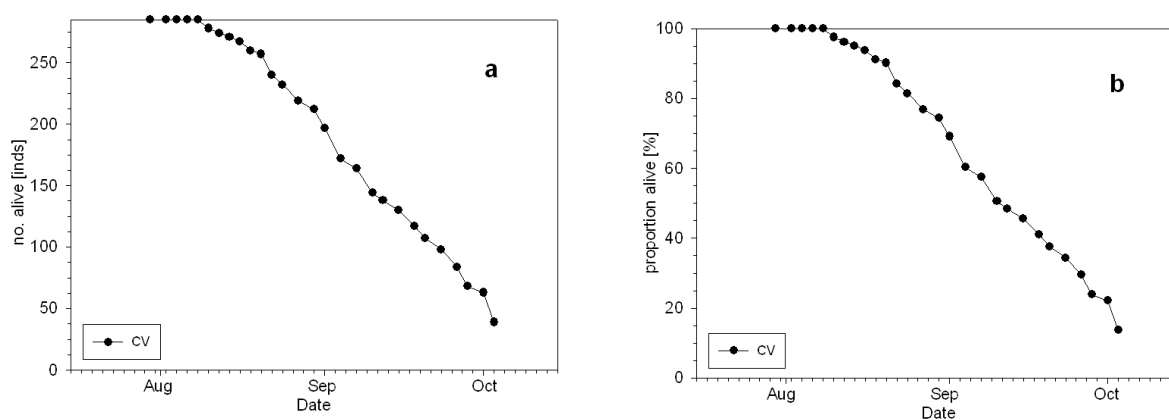 a
no. alive [inds]
250
200
150
100
50
0
CV
Aug
Sep
Oct
Date
b
proportion alive [%]
100
80
60
40
20
0
CV
Aug
Sep
Oct
Date